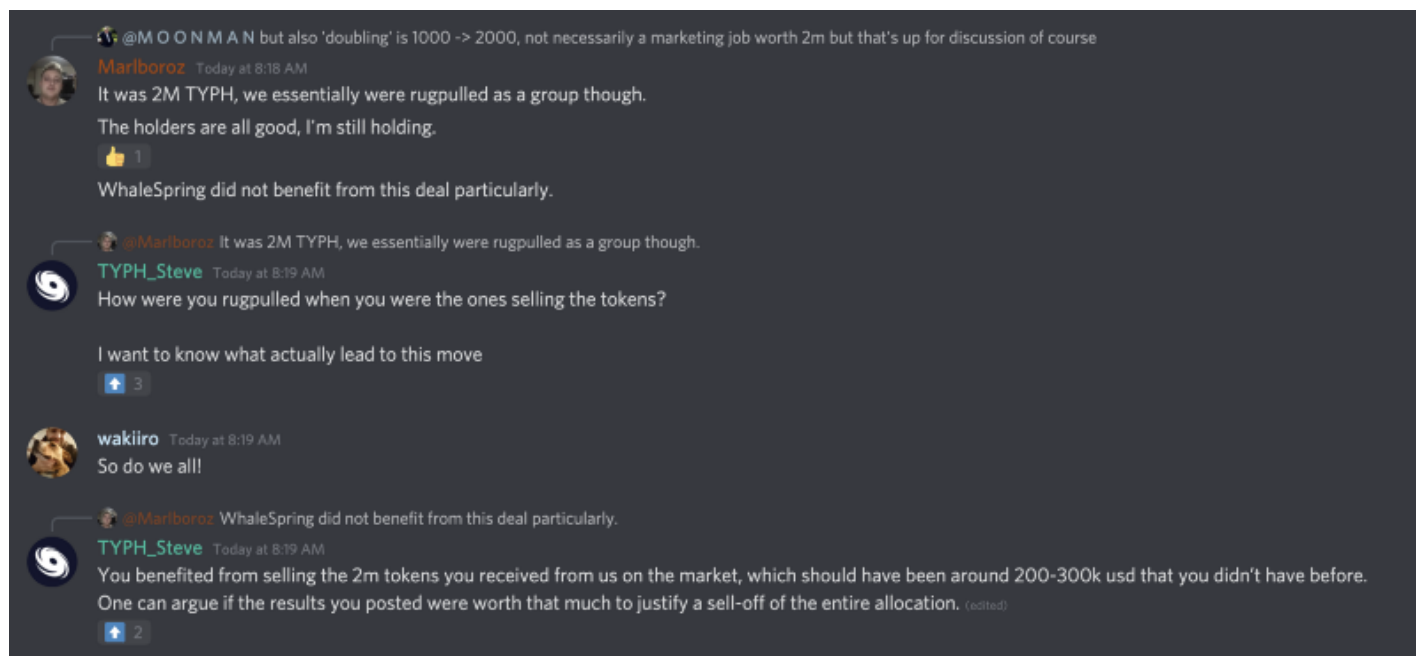 @M O O N M A N but also 'doubling' is 1000 -> 2000, not necessarily a marketing job worth 2m but that's up for discussion of course
Marlboroz Today at 8:18 AM
It was 2M TYPH, we essentially were rugpulled as a group though.
The holders are all good, I'm still holding.
1
WhaleSpring did not benefit from this deal particularly.
@Marlboroz It was 2M TYPH, we essentially were rugpulled as a group though.
TYPH_Steve Today at 8:19 AM
How were you rugpulled when you were the ones selling the tokens?
I want to know what actually lead to this move
3
wakiiro Today at 8:19 AM
So do we all!
@Marlboroz WhaleSpring did not benefit from this deal particularly.
TYPH_Steve Today at 8:19 AM
You benefited from selling the 2m tokens you received from us on the market, which should have been around 200-300k usd that you didn't have before.
One can argue if the results you posted were worth that much to justify a sell-off of the entire allocation. (edited)
2